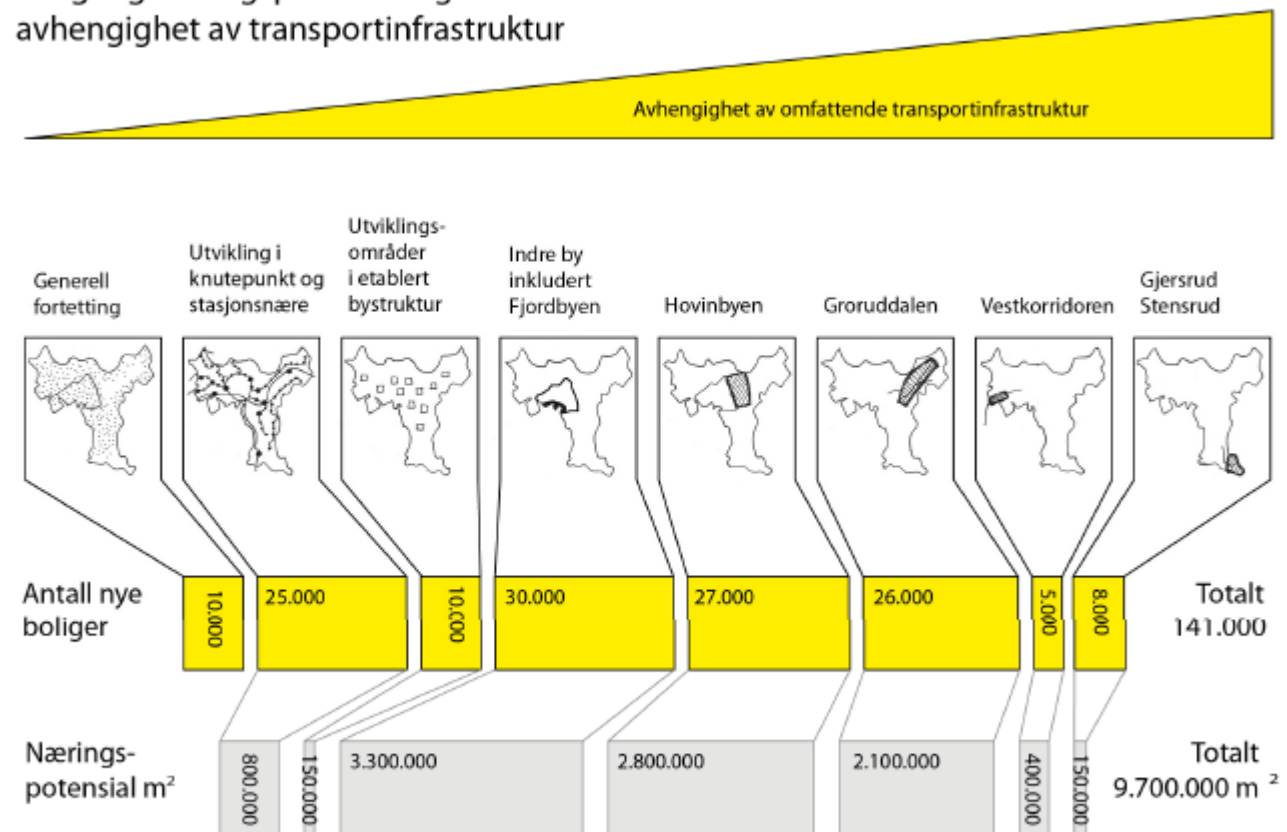 avhengighet av transportinfrastruktur
Avhengighet av omfattende transportinfrastruktur
Generell
fortetting
Utvikling i
knutepunkt og
stasjonsnære
Utviklings-
områder
i etablert
bystruktur
Indre by
inkludert
Fjordbyen
Hovinbyen
Groruddalen
Vestkorridoren
Gjersrud
Stensrud
Antall nye
boliger
10.000
25.000
10.000
30.000
27.000
26.000
5.000
8.000
Totalt
141.000
Nærings-
potensial m²
800.000
150.000
3.300.000
2.800.000
2.100.000
400.000
150.000
Totalt
9.700.000 m ²